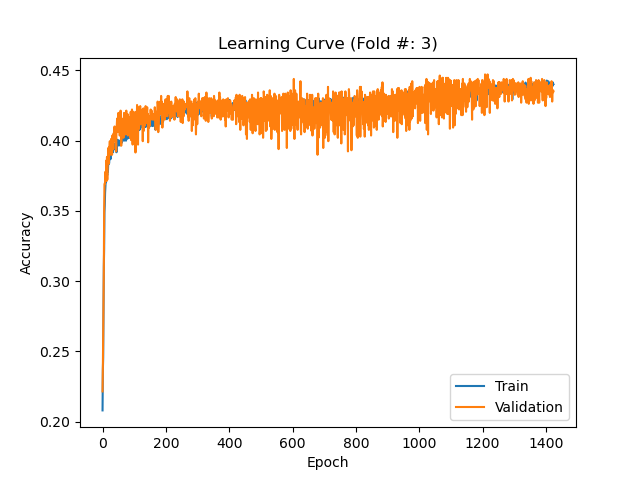 Learning Curve (Fold #: 3)
0.45
0.40
0.35
0.30
0.25
0.20
Accuracy
0 200 400 600 800 1000 1200 1400
Epoch
Train
Validation